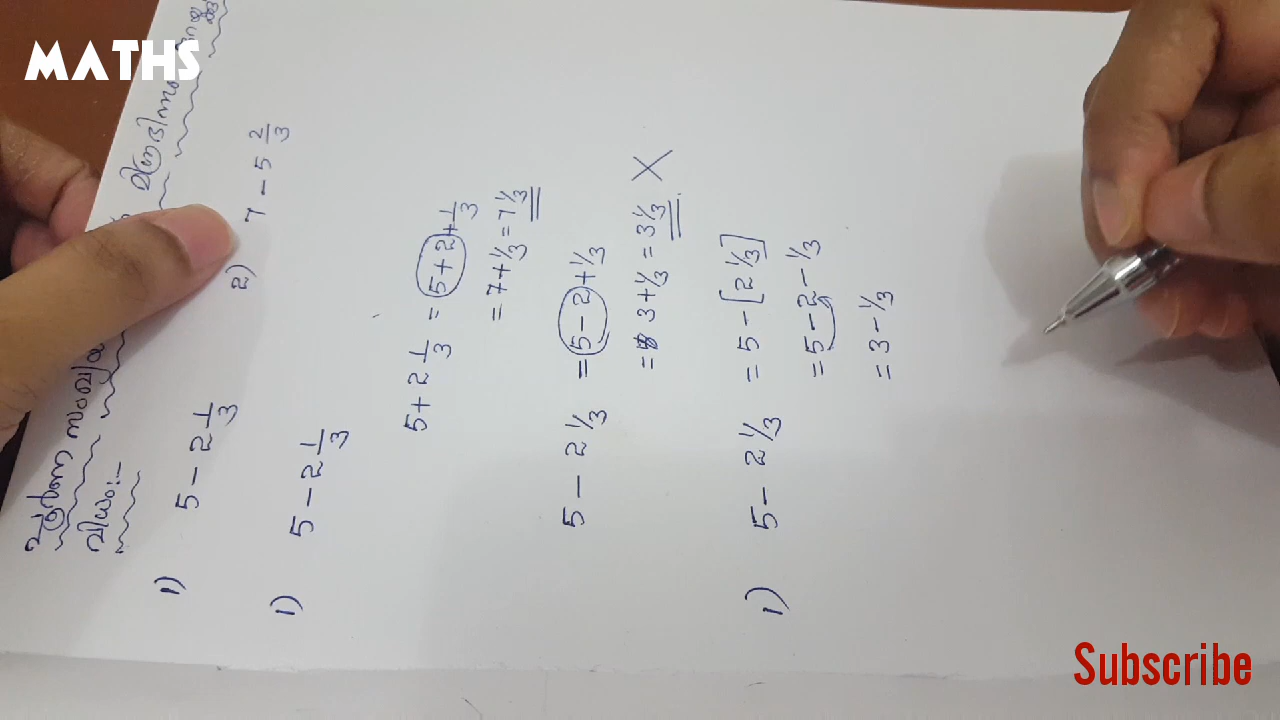 MATHS
പൂർണ സംഖ്യ മിശ്രഭിന്നം
വിധം:-
1) 5 - 2 1/3
2) 7 - 5 2/3
1) 5 - 2 1/3
5 + 2 1/3 = 5 + 2 + 1/3
= 7 + 1/3 = 7 1/3
5 - 2 1/3 = 5 - 2 + 1/3
= 3 + 1/3 = 3 1/3 X
1) 5 - 2 1/3 = 5 - [2 1/3]
= 5 - 2 - 1/3
= 3 - 1/3
Subscribe